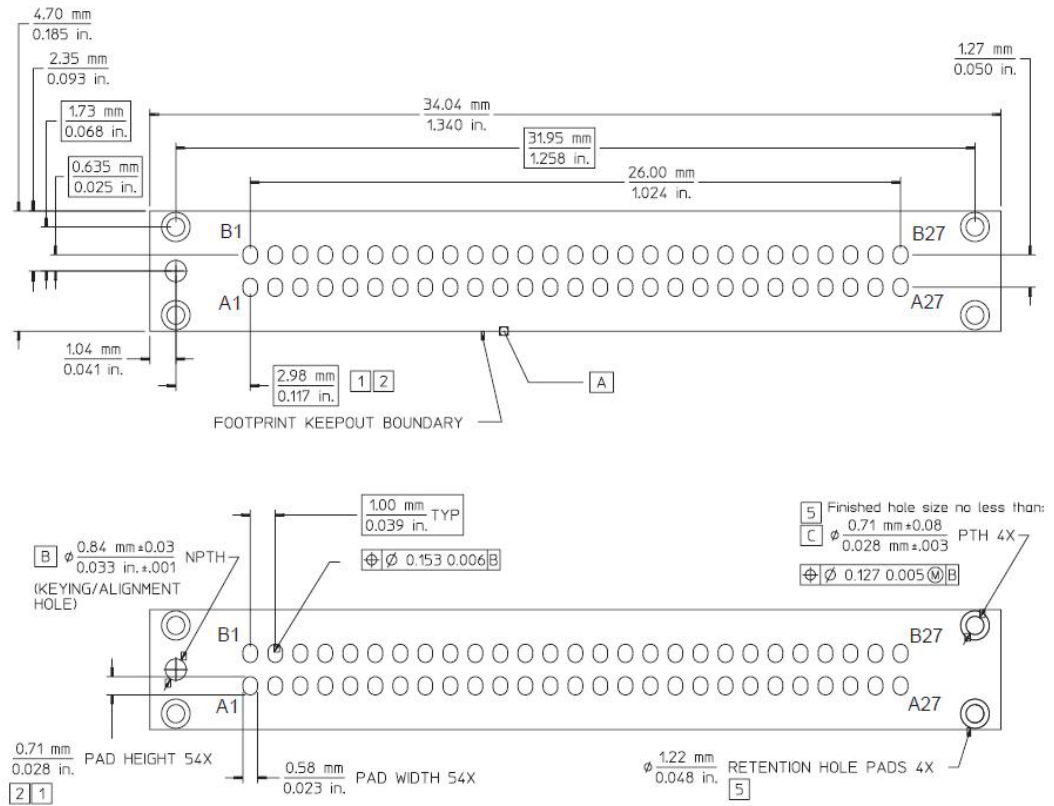 4.70 mm
0.185 in.
2.35 mm
0.093 in.
1.73 mm
0.068 in.
0.635 mm
0.025 in.
34.04 mm
1.340 in.
31.95 mm
1.258 in.
26.00 mm
1.024 in.
1.27 mm
0.050 in.
B1
B27
A1
A27
1.04 mm
0.041 in.
2.98 mm
0.117 in.
1 2
A
FOOTPRINT KEEPOUT BOUNDARY
1.00 mm
0.039 in.
TYP
⌖ Ø 0.153 0.006 B
B Ø 0.84 mm±0.03
0.033 in.±.001
NPTH
(KEYING/ALIGNMENT
HOLE)
5 Finished hole size no less than:
C Ø 0.71 mm±0.08
0.028 mm±.003
PTH 4X
⌖ Ø 0.127 0.005 Ⓜ B
B1
B27
A1
A27
0.71 mm
0.028 in.
PAD HEIGHT 54X
2 1
0.58 mm
0.023 in.
PAD WIDTH 54X
Ø 1.22 mm
0.048 in.
RETENTION HOLE PADS 4X
5